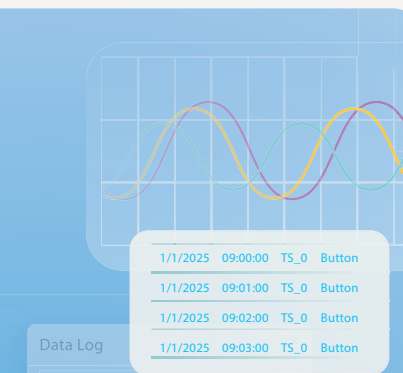 1/1/2025 09:00:00 TS_0 Button
1/1/2025 09:01:00 TS_0 Button
1/1/2025 09:02:00 TS_0 Button
1/1/2025 09:03:00 TS_0 Button
Data Log